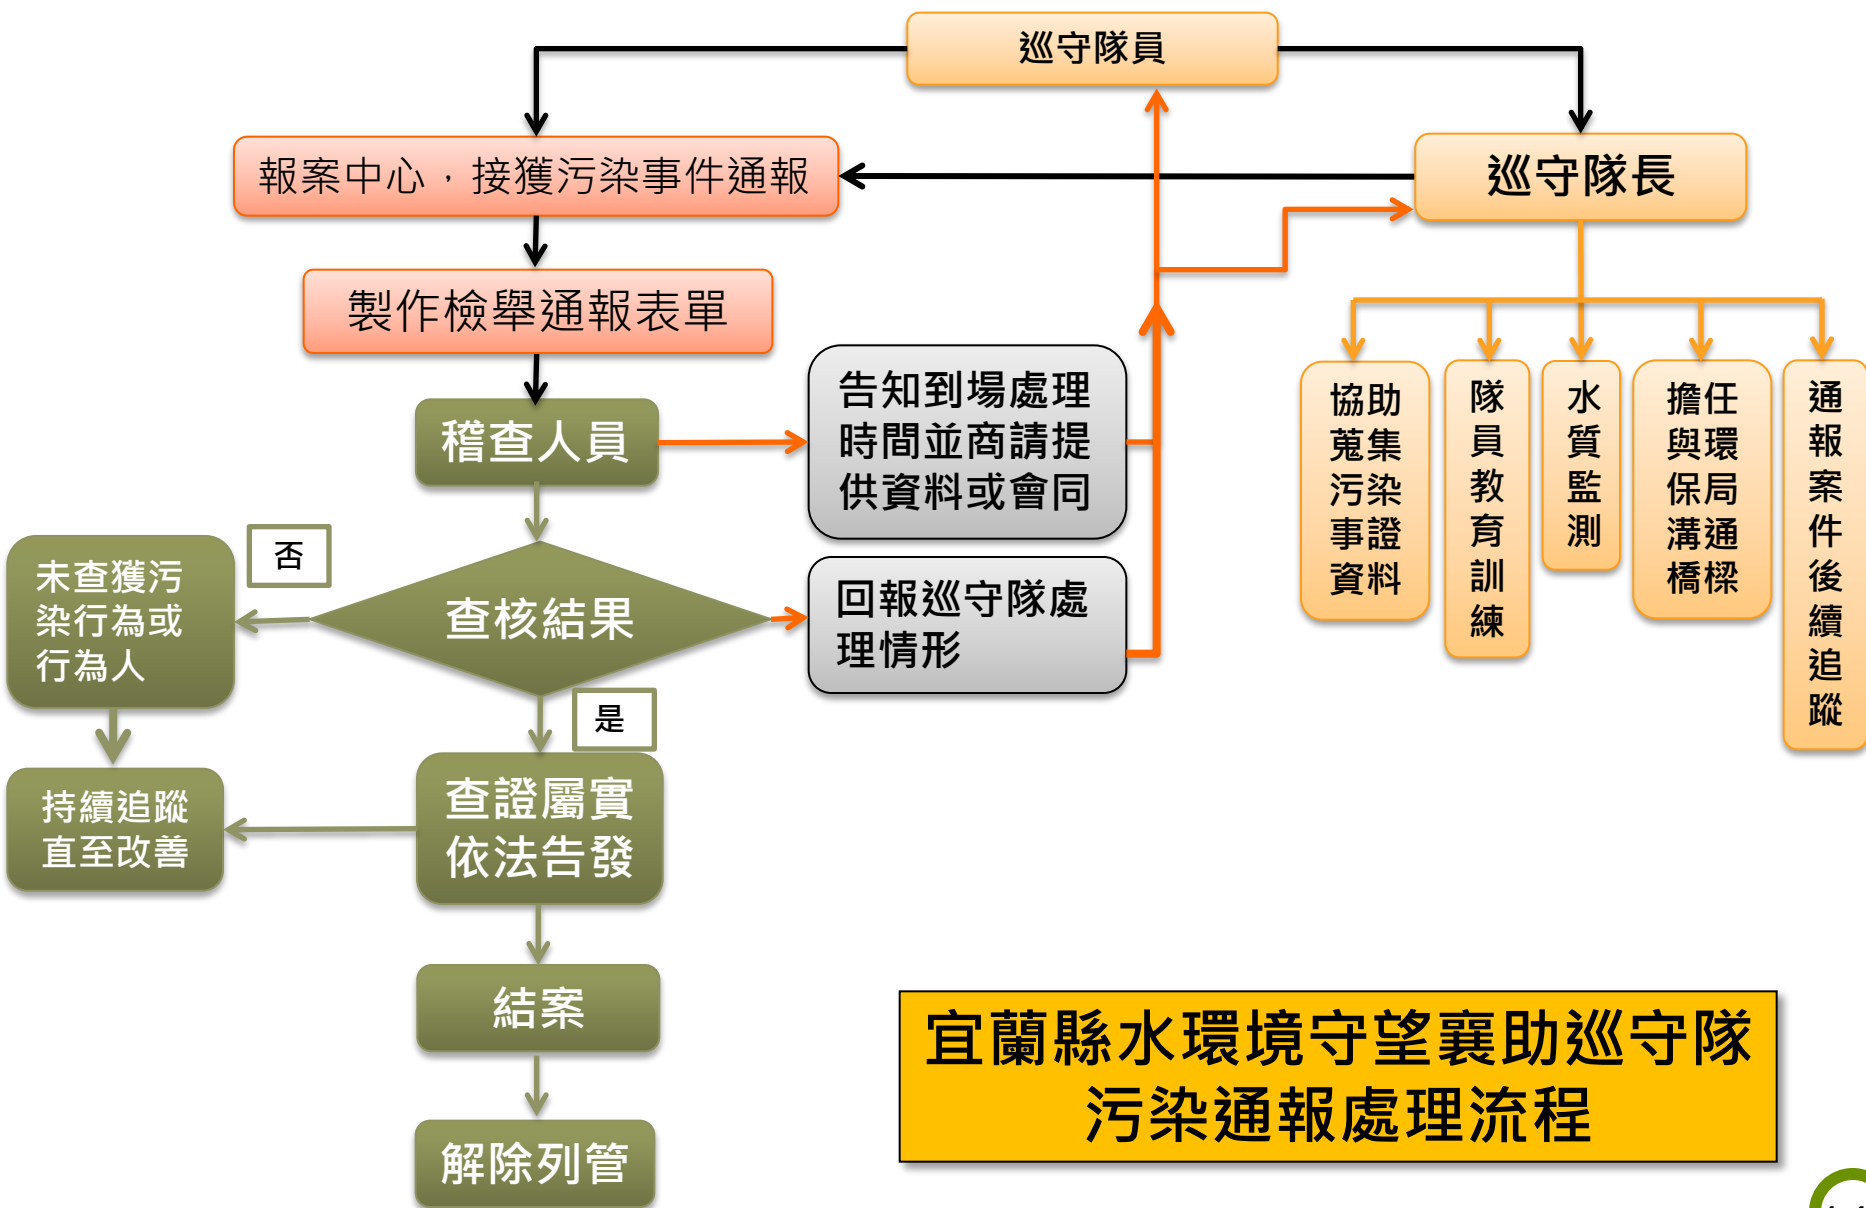 巡守隊員
報案中心，接獲污染事件通報
巡守隊長
製作檢舉通報表單
稽查人員
告知到場處理
時間並商請提
供資料或會同
協助
蒐集
污染
事證
資料
隊員教育訓練
水質監測
擔任
與環
保局
溝通
橋樑
通報案件後續追蹤
否
未查獲污
染行為或
行為人
查核結果
回報巡守隊處
理情形
是
持續追蹤
直至改善
查證屬實
依法告發
結案
解除列管
宜蘭縣水環境守望襄助巡守隊
污染通報處理流程